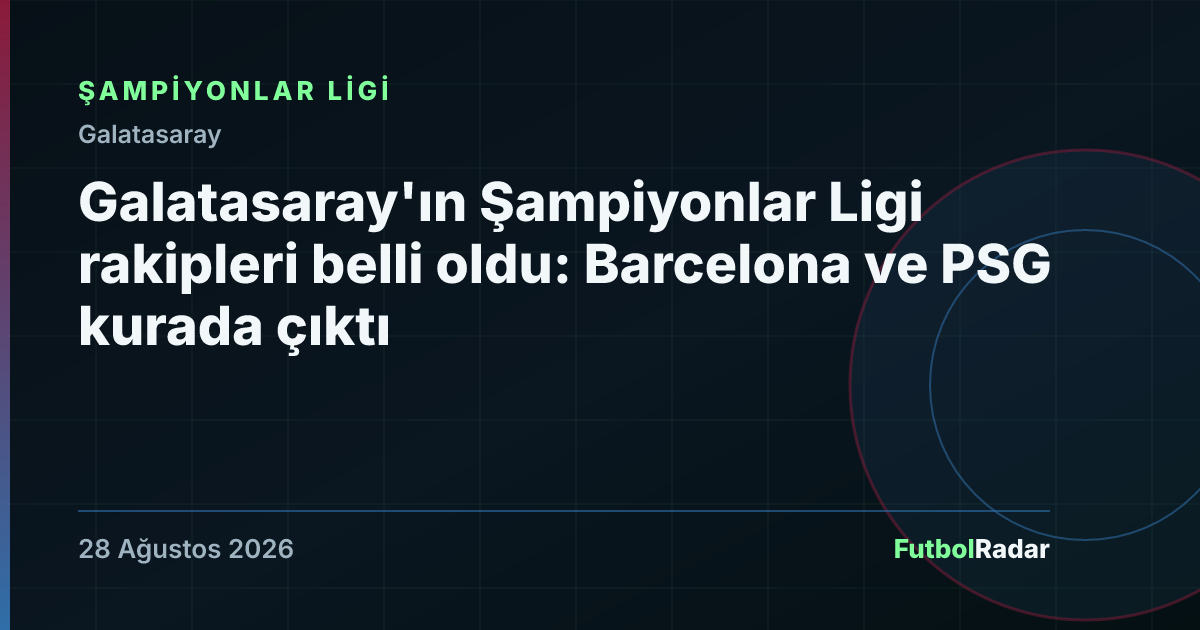 ŞAMPİYONLAR LİGİ
Galatasaray
Galatasaray'ın Şampiyonlar Ligi
rakipleri belli oldu: Barcelona ve PSG
kurada çıktı
28 Ağustos 2026
FutbolRadar